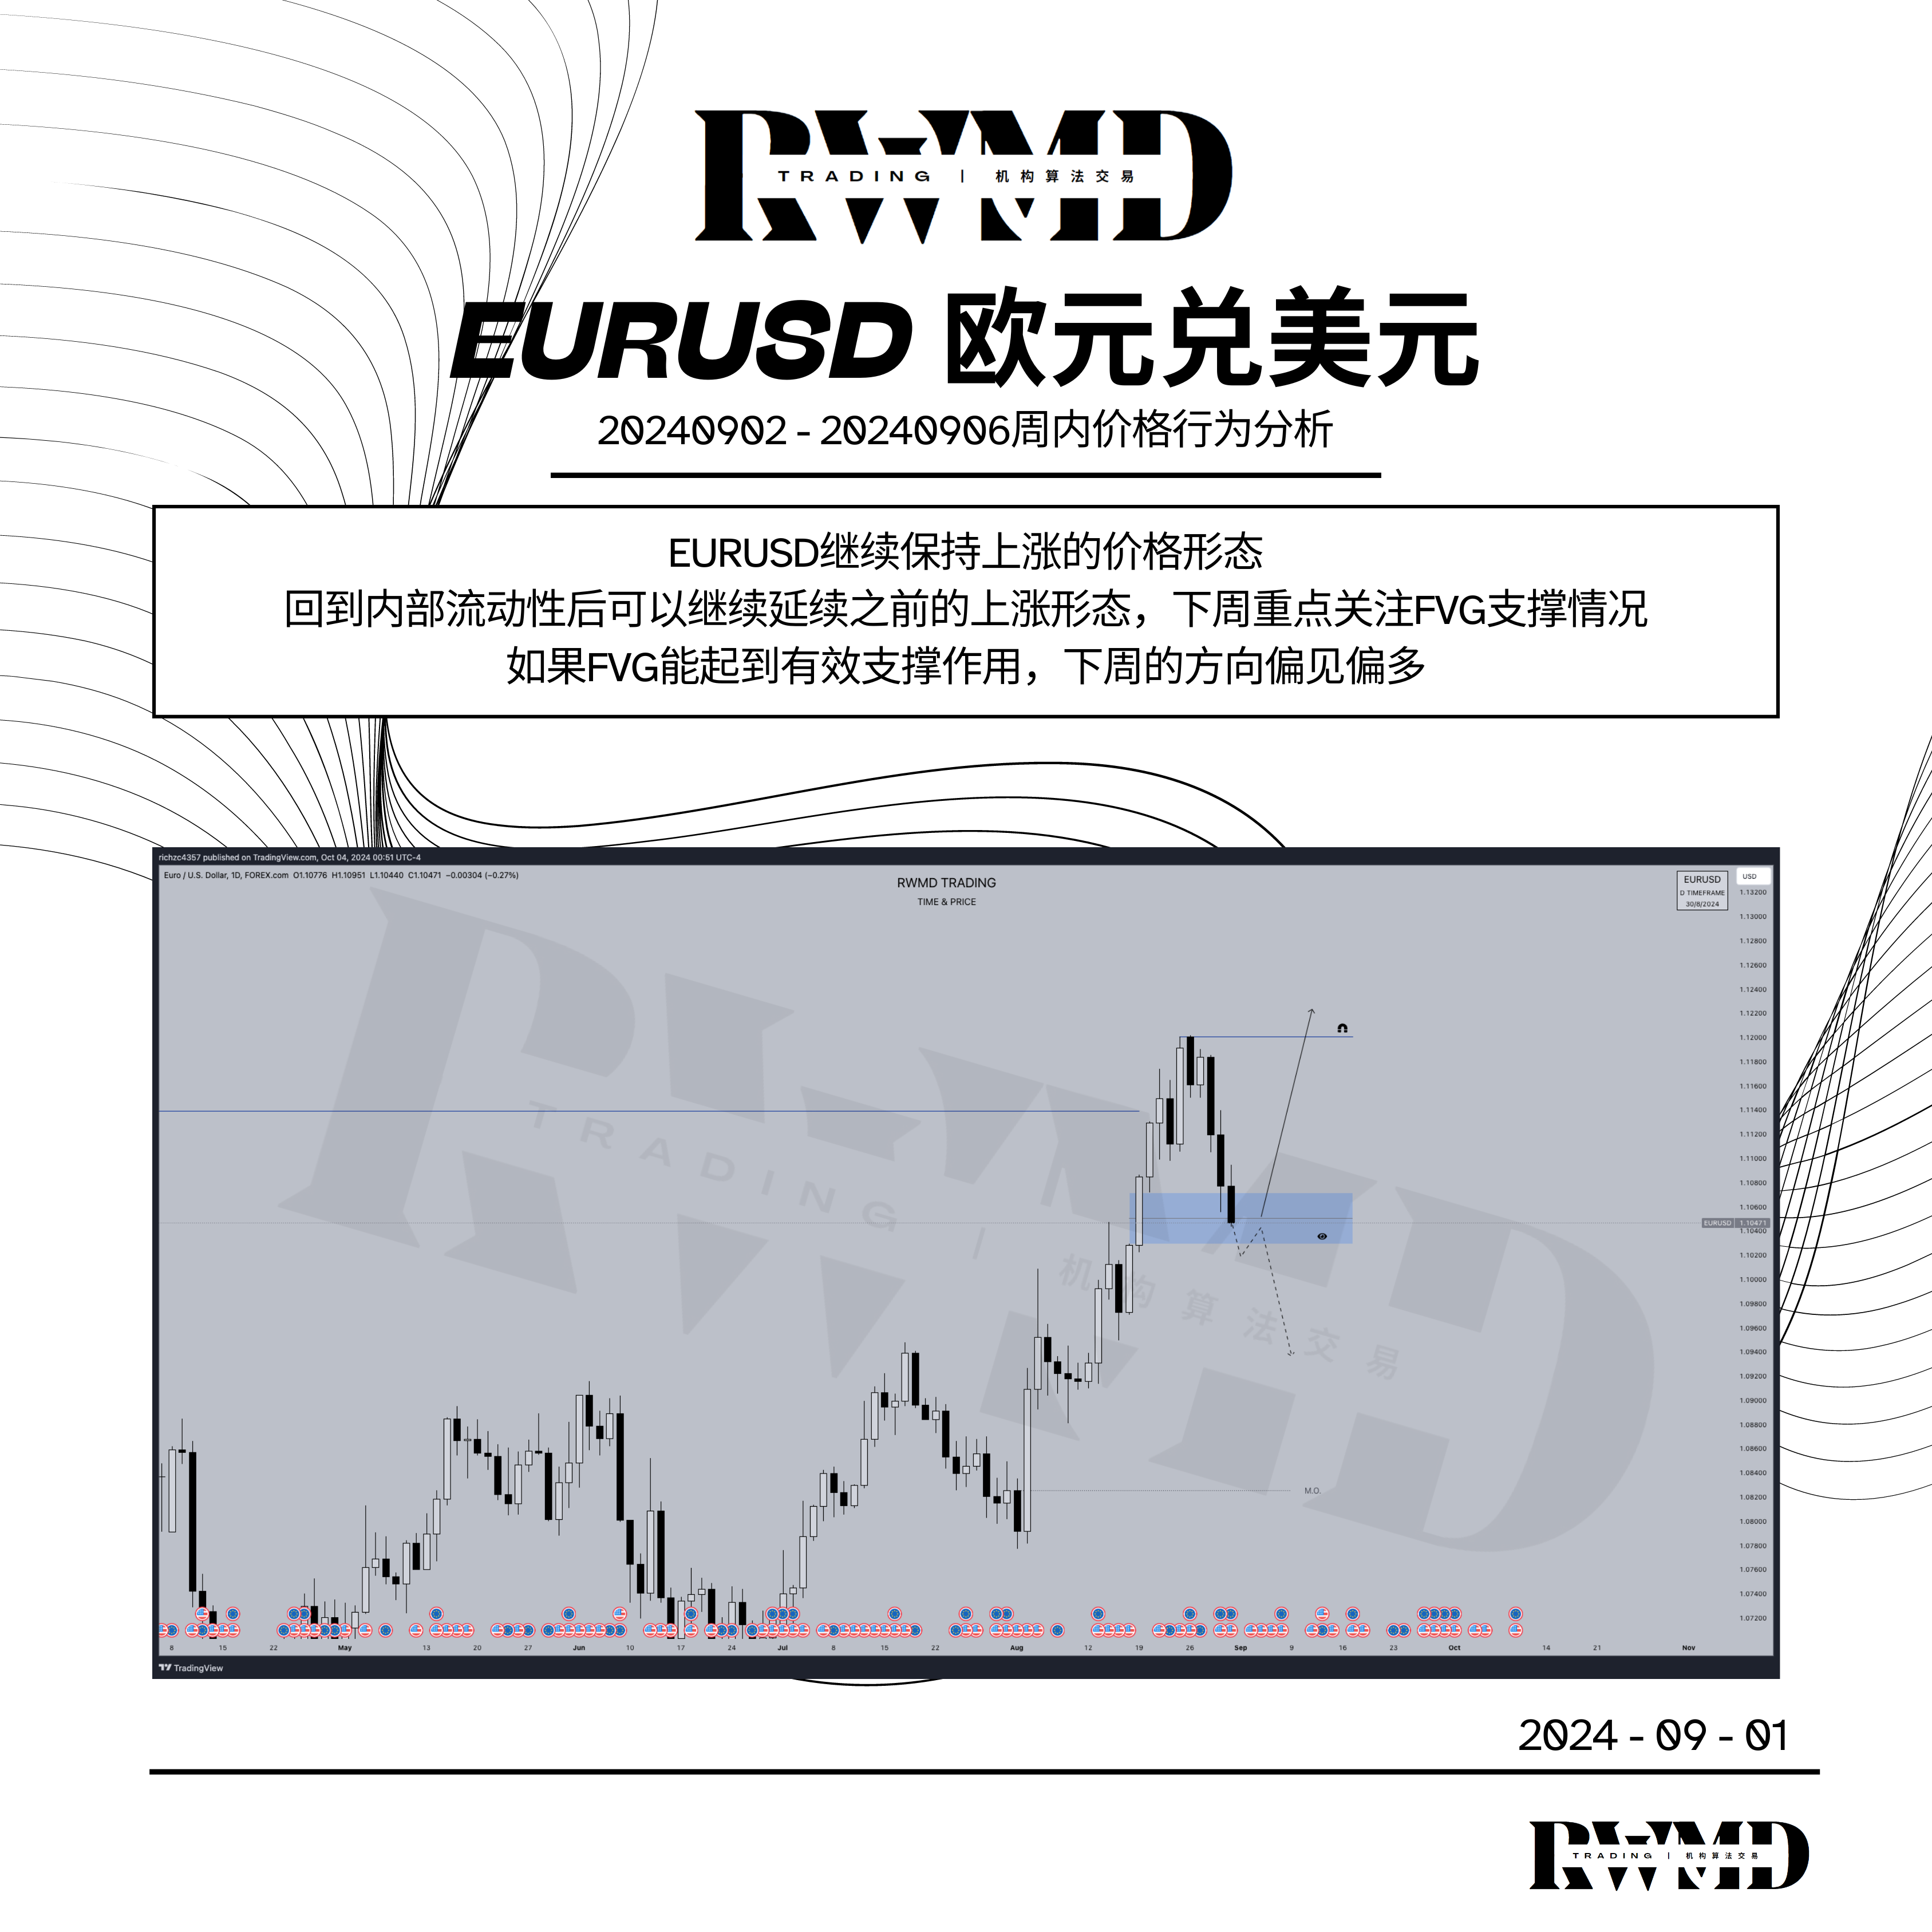 RWMD
TRADING | 机构算法交易
EURUSD 欧元兑美元
20240902 - 20240906周内价格行为分析
EURUSD继续保持上涨的价格形态
回到内部流动性后可以继续延续之前的上涨形态，下周重点关注FVG支撑情况
如果FVG能起到有效支撑作用，下周的方向偏见偏多
richzc4357 published on TradingView.com, Oct 04, 2024 00:51 UTC-4
Euro / U.S. Dollar, 1D, FOREX.com O1.10776 H1.10951 L1.10440 C1.10471 −0.00304 (−0.27%)
RWMD TRADING
TIME & PRICE
EURUSD
D TIMEFRAME
30/8/2024
USD
1.13200
1.13000
1.12800
1.12600
1.12400
1.12200
1.12000
1.11800
1.11600
1.11400
1.11200
1.11000
1.10800
1.10600
EURUSD 1.10471
1.10400
1.10200
1.10000
1.09800
1.09600
1.09400
1.09200
1.09000
1.08800
1.08600
1.08400
1.08200
1.08000
1.07800
1.07600
1.07400
1.07200
RWMD
TRADING | 机构算法交易
M.O.
8 15 22 May 13 20 27 Jun 10 17 24 Jul 8 15 22 Aug 12 19 26 Sep 9 16 23 Oct 14 21 Nov
TradingView
2024 - 09 - 01
RWMD
TRADING | 机构算法交易